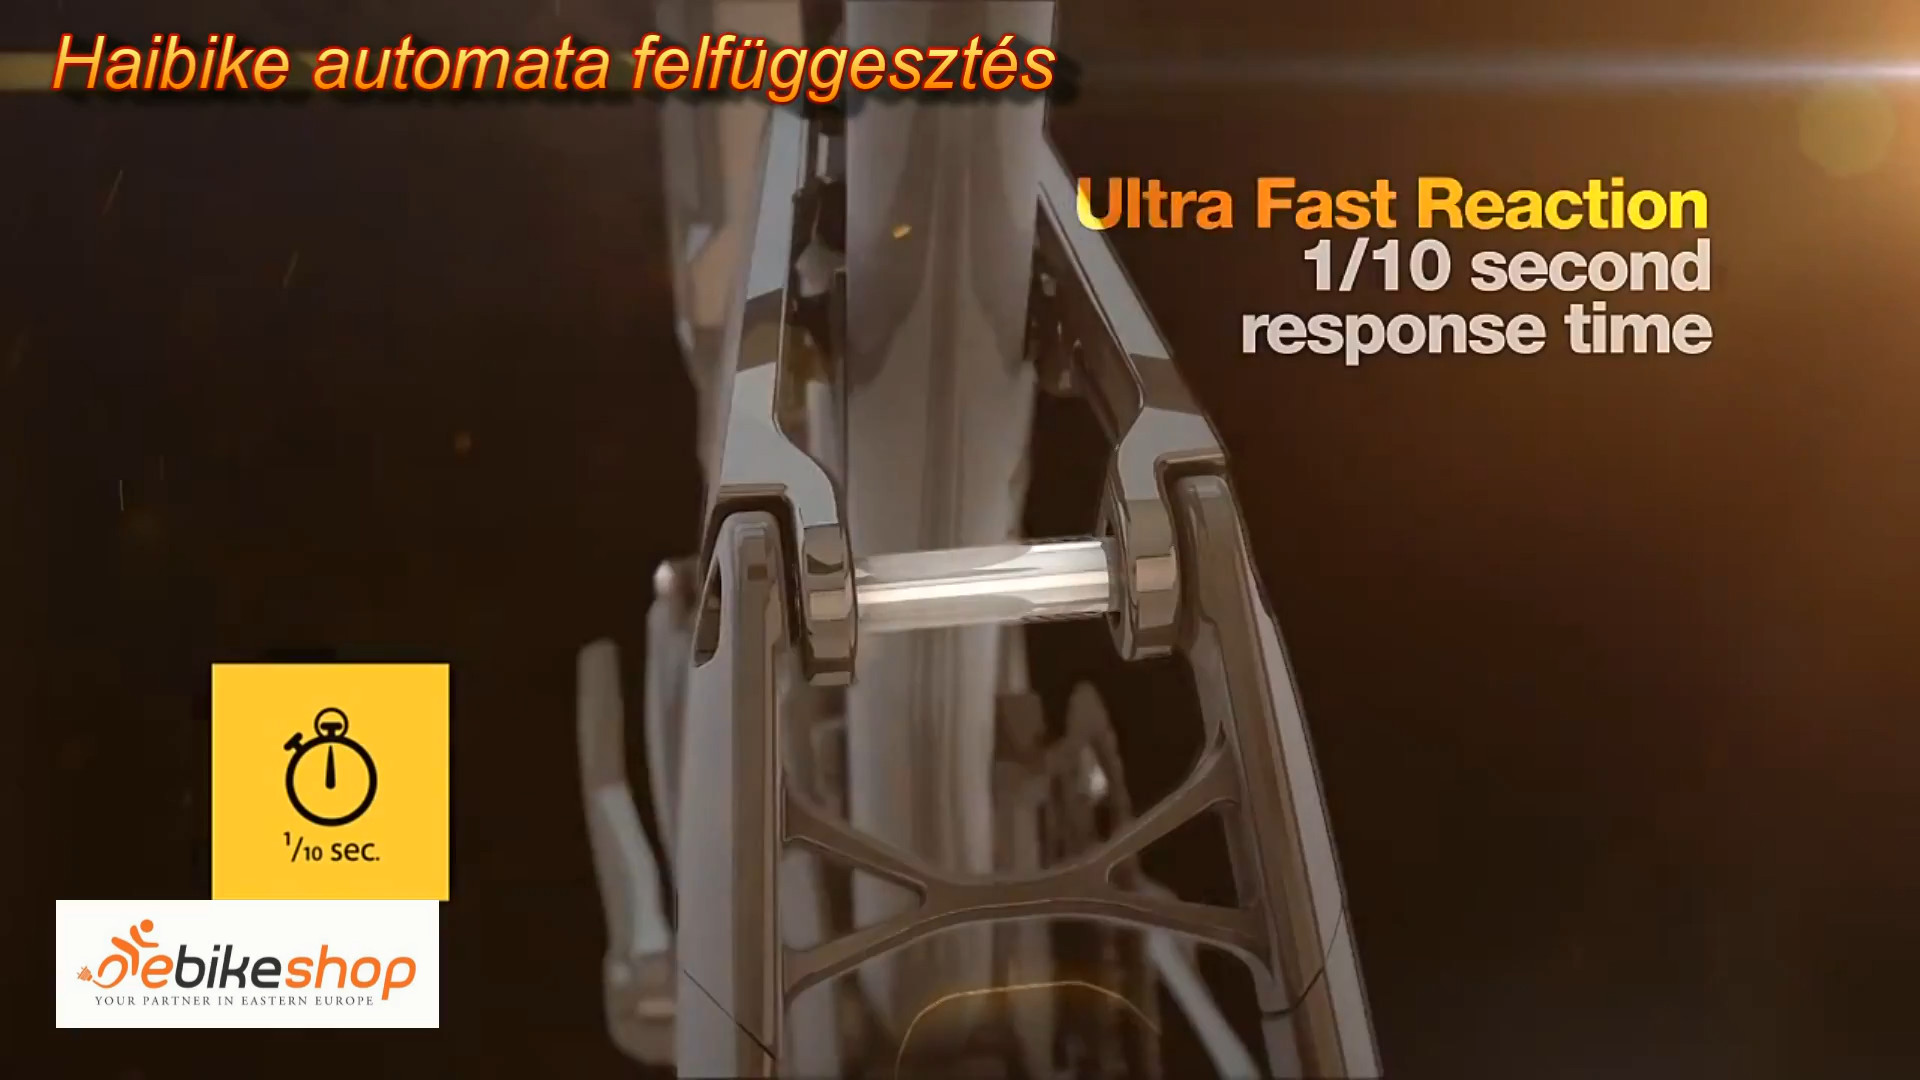 Haibike automata felfüggesztés
Ultra Fast Reaction
1/10 second
response time
1/10 sec.
ebikeshop
YOUR PARTNER IN EASTERN EUROPE